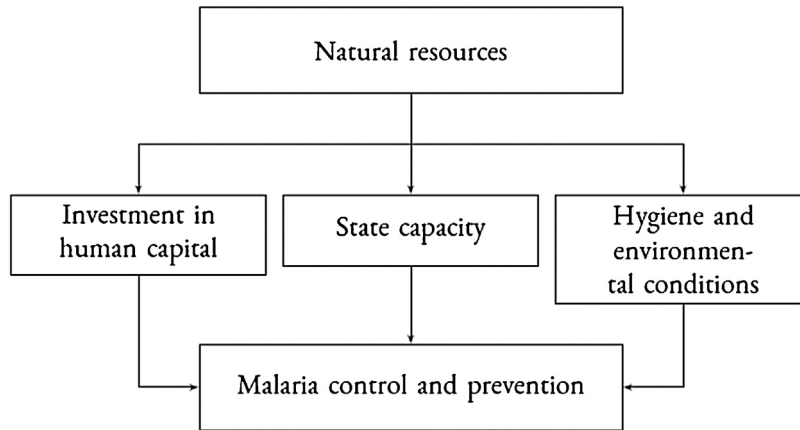 Natural resources
Investment in
human capital
State capacity
Hygiene and
environmen-
tal conditions
Malaria control and prevention